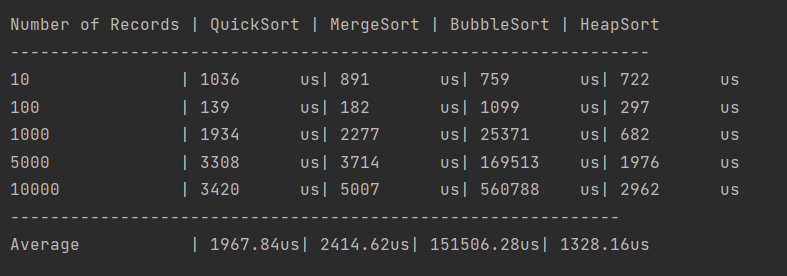 Number of Records | QuickSort | MergeSort | BubbleSort | HeapSort
----------------------------------------------------------------
10               | 1036      us| 891       us| 759       us| 722       us
100              | 139       us| 182       us| 1099      us| 297       us
1000             | 1934      us| 2277      us| 25371     us| 682       us
5000             | 3308      us| 3714      us| 169513    us| 1976      us
10000            | 3420      us| 5007      us| 560788    us| 2962      us
-------------------------------------------------------------
Average           | 1967.84us| 2414.62us| 151506.28us| 1328.16us